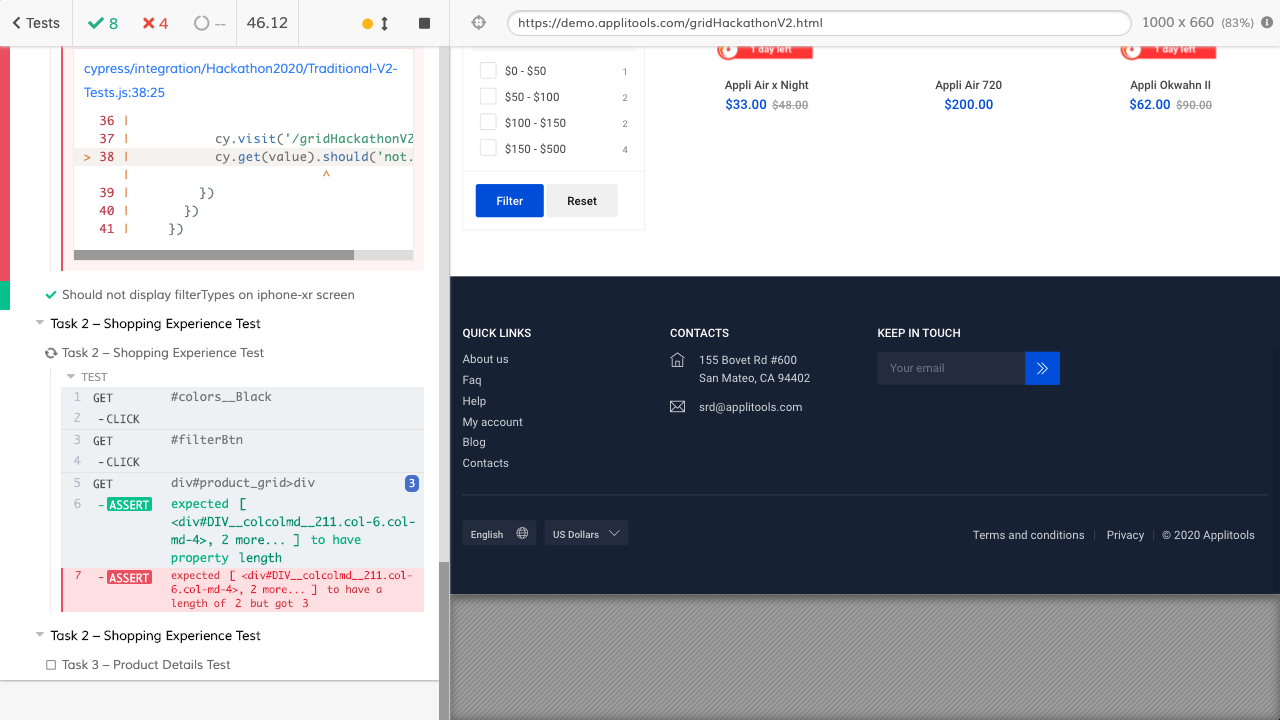 Tests
8
4
--
46.12
https://demo.applitools.com/gridHackathonV2.html
1000 x 660 (83%)
cypress/integration/Hackathon2020/Traditional-V2-
Tests.js:38:25
36 |
37 | cy.visit('/gridHackathonV2
> 38 | cy.get(value).should('not.
| ^
39 | })
40 | })
41 | })
Should not display filterTypes on iphone-xr screen
Task 2 – Shopping Experience Test
Task 2 – Shopping Experience Test
TEST
1 GET #colors__Black
2 - CLICK
3 GET #filterBtn
4 - CLICK
5 GET div#product_grid>div 3
6 - ASSERT expected [
<div#DIV__colcolmd__211.col-6.col-
md-4>, 2 more... ] to have
property length
7 - ASSERT expected [ <div#DIV__colcolmd__211.col-
6.col-md-4>, 2 more... ] to have a
length of 2 but got 3
Task 2 – Shopping Experience Test
Task 3 – Product Details Test
$0 - $50 1
$50 - $100 2
$100 - $150 2
$150 - $500 4
Filter Reset
1 day left
Appli Air x Night
$33.00 $48.00
Appli Air 720
$200.00
1 day left
Appli Okwahn II
$62.00 $90.00
QUICK LINKS
About us
Faq
Help
My account
Blog
Contacts
CONTACTS
155 Bovet Rd #600
San Mateo, CA 94402
srd@applitools.com
KEEP IN TOUCH
Your email
English
US Dollars
Terms and conditions
Privacy
© 2020 Applitools